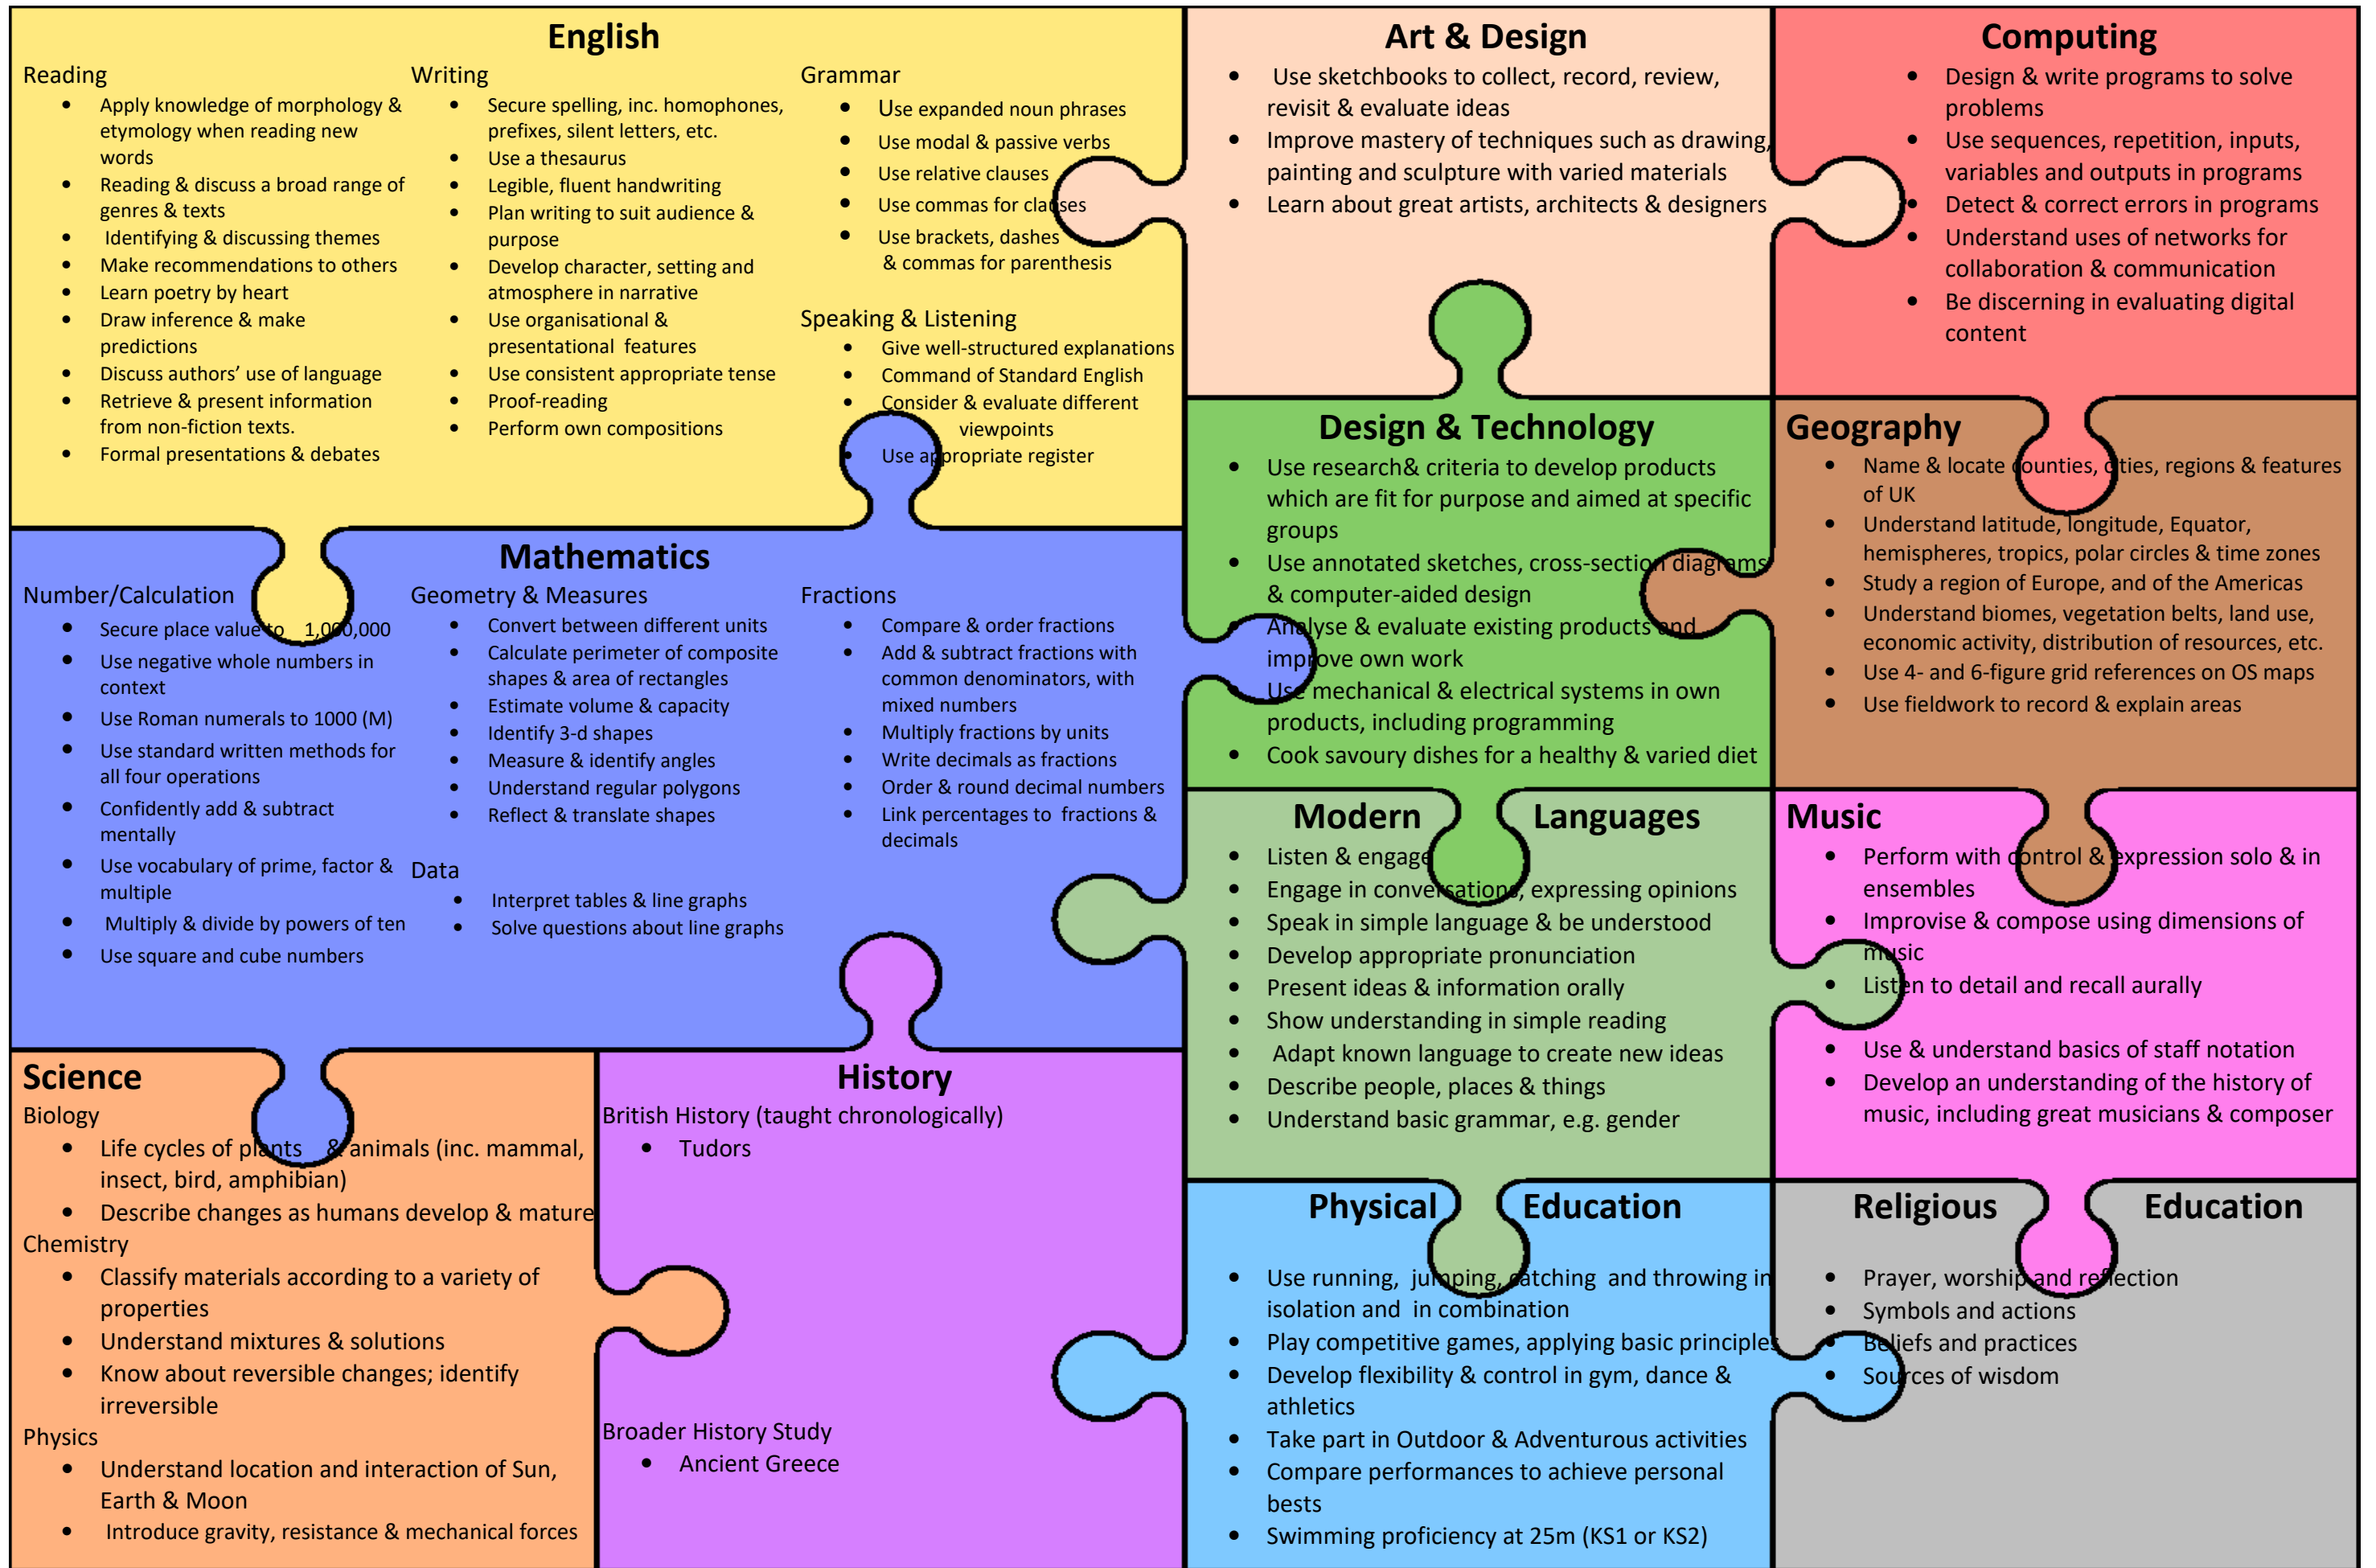 English
Reading
• Apply knowledge of morphology &
etymology when reading new
words
• Reading & discuss a broad range of
genres & texts
• Identifying & discussing themes
• Make recommendations to others
• Learn poetry by heart
• Draw inference & make
predictions
• Discuss authors’ use of language
• Retrieve & present information
from non-fiction texts.
• Formal presentations & debates
Writing
• Secure spelling, inc. homophones,
prefixes, silent letters, etc.
• Use a thesaurus
• Legible, fluent handwriting
• Plan writing to suit audience &
purpose
• Develop character, setting and
atmosphere in narrative
• Use organisational &
presentational features
• Use consistent appropriate tense
• Proof-reading
• Perform own compositions
Grammar
• Use expanded noun phrases
• Use modal & passive verbs
• Use relative clauses
• Use commas for clauses
• Use brackets, dashes
& commas for parenthesis
Speaking & Listening
• Give well-structured explanations
• Command of Standard English
• Consider & evaluate different
viewpoints
• Use appropriate register
Art & Design
• Use sketchbooks to collect, record, review,
revisit & evaluate ideas
• Improve mastery of techniques such as drawing,
painting and sculpture with varied materials
• Learn about great artists, architects & designers
Computing
• Design & write programs to solve
problems
• Use sequences, repetition, inputs,
variables and outputs in programs
• Detect & correct errors in programs
• Understand uses of networks for
collaboration & communication
• Be discerning in evaluating digital
content
Design & Technology
• Use research& criteria to develop products
which are fit for purpose and aimed at specific
groups
• Use annotated sketches, cross-section diagrams
& computer-aided design
Analyse & evaluate existing products and
improve own work
Use mechanical & electrical systems in own
products, including programming
• Cook savoury dishes for a healthy & varied diet
Geography
• Name & locate counties, cities, regions & features
of UK
• Understand latitude, longitude, Equator,
hemispheres, tropics, polar circles & time zones
• Study a region of Europe, and of the Americas
• Understand biomes, vegetation belts, land use,
economic activity, distribution of resources, etc.
• Use 4- and 6-figure grid references on OS maps
• Use fieldwork to record & explain areas
Mathematics
Number/Calculation
• Secure place value to 1,000,000
• Use negative whole numbers in
context
• Use Roman numerals to 1000 (M)
• Use standard written methods for
all four operations
• Confidently add & subtract
mentally
• Use vocabulary of prime, factor &
multiple
• Multiply & divide by powers of ten
• Use square and cube numbers
Geometry & Measures
• Convert between different units
• Calculate perimeter of composite
shapes & area of rectangles
• Estimate volume & capacity
• Identify 3-d shapes
• Measure & identify angles
• Understand regular polygons
• Reflect & translate shapes
Data
• Interpret tables & line graphs
• Solve questions about line graphs
Fractions
• Compare & order fractions
• Add & subtract fractions with
common denominators, with
mixed numbers
• Multiply fractions by units
• Write decimals as fractions
• Order & round decimal numbers
• Link percentages to fractions &
decimals
Modern Languages
• Listen & engage
• Engage in conversations, expressing opinions
• Speak in simple language & be understood
• Develop appropriate pronunciation
• Present ideas & information orally
• Show understanding in simple reading
• Adapt known language to create new ideas
• Describe people, places & things
• Understand basic grammar, e.g. gender
Music
• Perform with control & expression solo & in
ensembles
• Improvise & compose using dimensions of
music
• Listen to detail and recall aurally
• Use & understand basics of staff notation
• Develop an understanding of the history of
music, including great musicians & composer
Science
Biology
• Life cycles of plants & animals (inc. mammal,
insect, bird, amphibian)
• Describe changes as humans develop & mature
Chemistry
• Classify materials according to a variety of
properties
• Understand mixtures & solutions
• Know about reversible changes; identify
irreversible
Physics
• Understand location and interaction of Sun,
Earth & Moon
• Introduce gravity, resistance & mechanical forces
History
British History (taught chronologically)
• Tudors
Broader History Study
• Ancient Greece
Physical Education
• Use running, jumping, catching and throwing in
isolation and in combination
• Play competitive games, applying basic principles
• Develop flexibility & control in gym, dance &
athletics
• Take part in Outdoor & Adventurous activities
• Compare performances to achieve personal
bests
• Swimming proficiency at 25m (KS1 or KS2)
Religious Education
• Prayer, worship and reflection
• Symbols and actions
• Beliefs and practices
• Sources of wisdom